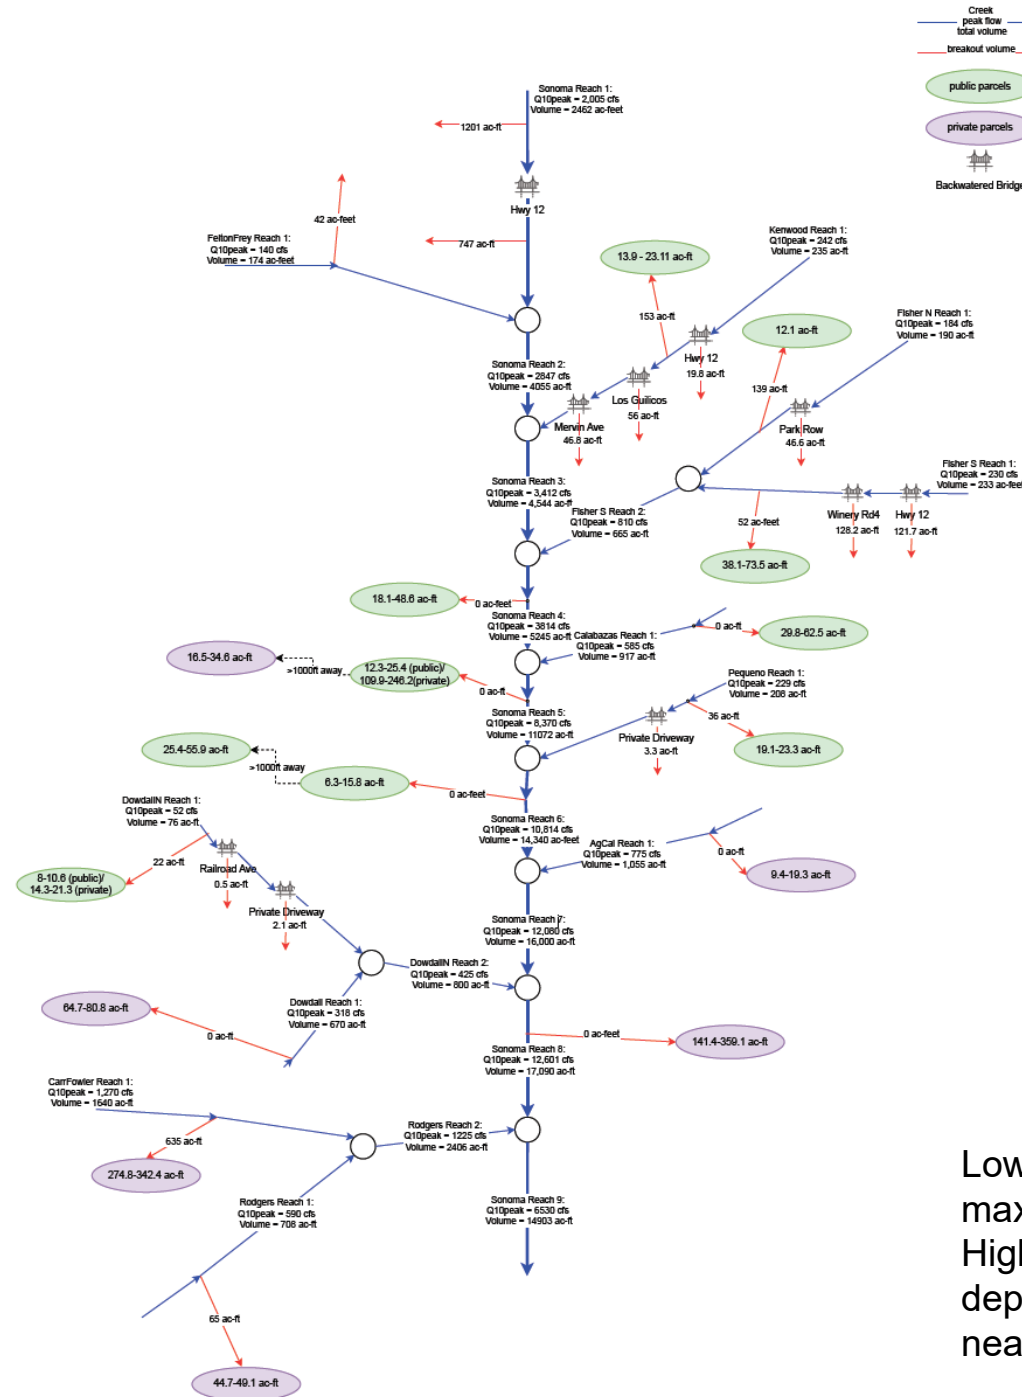 Creek
peak flow
total volume
breakout volume
public parcels
private parcels
Backwatered Bridge
Sonoma Reach 1:
Q10peak = 2,005 cfs
Volume = 2462 ac-feet
1201 ac-ft
Hwy 12
747 ac-ft
42 ac-feet
FeltonFrey Reach 1:
Q10peak = 140 cfs
Volume = 174 ac-feet
Kenwood Reach 1:
Q10peak = 242 cfs
Volume = 235 ac-ft
13.9 - 23.11 ac-ft
153 ac-ft
Hwy 12
19.8 ac-ft
Los Guilicos
56 ac-ft
Mervin Ave
46.8 ac-ft
Fisher N Reach 1:
Q10peak = 184 cfs
Volume = 190 ac-ft
12.1 ac-ft
139 ac-ft
Park Row
46.6 ac-ft
Sonoma Reach 2:
Q10peak = 2847 cfs
Volume = 4055 ac-ft
Fisher S Reach 1:
Q10peak = 230 cfs
Volume = 233 ac-feet
Hwy 12
121.7 ac-ft
Winery Rd4
128.2 ac-ft
52 ac-feet
38.1-73.5 ac-ft
Sonoma Reach 3:
Q10peak = 3,412 cfs
Volume = 4,544 ac-ft
Fisher S Reach 2:
Q10peak = 810 cfs
Volume = 665 ac-ft
18.1-48.6 ac-ft
0 ac-feet
Sonoma Reach 4:
Q10peak = 3814 cfs
Volume = 5245 ac-ft
Calabazas Reach 1:
Q10peak = 585 cfs
Volume = 917 ac-ft
0 ac-ft
29.8-62.5 ac-ft
16.5-34.6 ac-ft
>1000ft away
12.3-25.4 (public)/
109.9-246.2(private)
0 ac-ft
Sonoma Reach 5:
Q10peak = 8,370 cfs
Volume = 11072 ac-ft
Pequeno Reach 1:
Q10peak = 229 cfs
Volume = 208 ac-ft
36 ac-ft
19.1-23.3 ac-ft
Private Driveway
3.3 ac-ft
25.4-55.9 ac-ft
>1000ft away
6.3-15.8 ac-ft
0 ac-feet
Sonoma Reach 6:
Q10peak = 10,814 cfs
Volume = 14,340 ac-feet
AgCal Reach 1:
Q10peak = 775 cfs
Volume = 1,055 ac-ft
0 ac-ft
9.4-19.3 ac-ft
DowdallN Reach 1:
Q10peak = 52 cfs
Volume = 76 ac-ft
22 ac-ft
8-10.6 (public)/
14.3-21.3 (private)
Railroad Ave
0.5 ac-ft
Private Driveway
2.1 ac-ft
Sonoma Reach 7:
Q10peak = 12,080 cfs
Volume = 16,000 ac-ft
DowdallN Reach 2:
Q10peak = 425 cfs
Volume = 800 ac-ft
Dowdall Reach 1:
Q10peak = 318 cfs
Volume = 670 ac-ft
64.7-80.8 ac-ft
0 ac-ft
0 ac-feet
141.4-359.1 ac-ft
Sonoma Reach 8:
Q10peak = 12,601 cfs
Volume = 17,090 ac-ft
CarrFowler Reach 1:
Q10peak = 1,270 cfs
Volume = 1640 ac-ft
635 ac-ft
274.8-342.4 ac-ft
Rodgers Reach 2:
Q10peak = 1225 cfs
Volume = 2406 ac-ft
Rodgers Reach 1:
Q10peak = 590 cfs
Volume = 708 ac-ft
65 ac-ft
44.7-49.1 ac-ft
Sonoma Reach 9:
Q10peak = 6530 cfs
Volume = 14903 ac-ft
Low
max
High
dep
nea